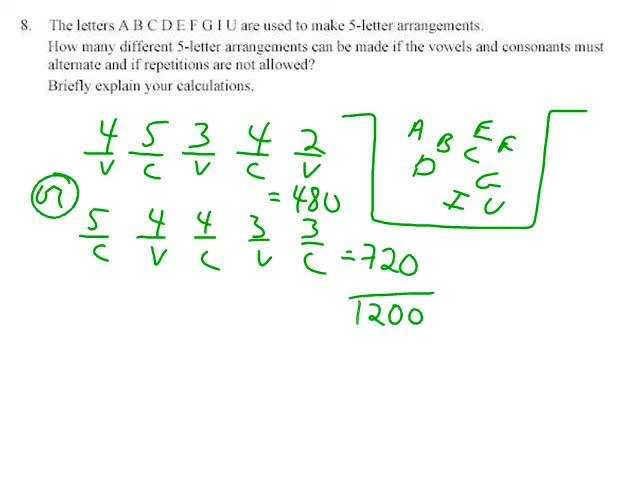 8. The letters A B C D E F G I U are used to make 5-letter arrangements.
How many different 5-letter arrangements can be made if the vowels and consonants must
alternate and if repetitions are not allowed?
Briefly explain your calculations.
4 5 3 4 2
V C V C V
= 480
or
5 4 4 3 3
C V C V C
= 720
1200
A B E F
D C
G
I U